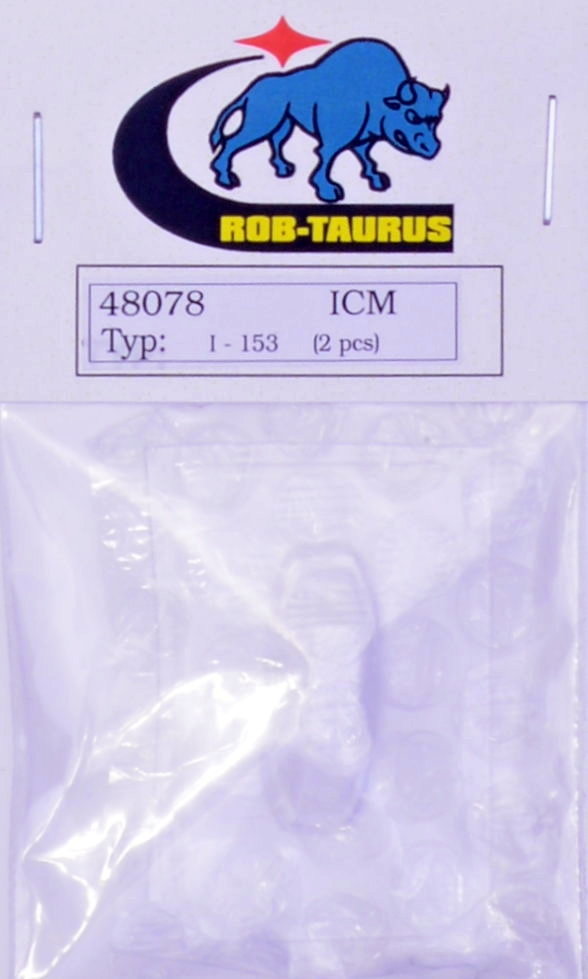 ROB-TAURUS
48078 ICM
Typ: I - 153 (2 pcs)